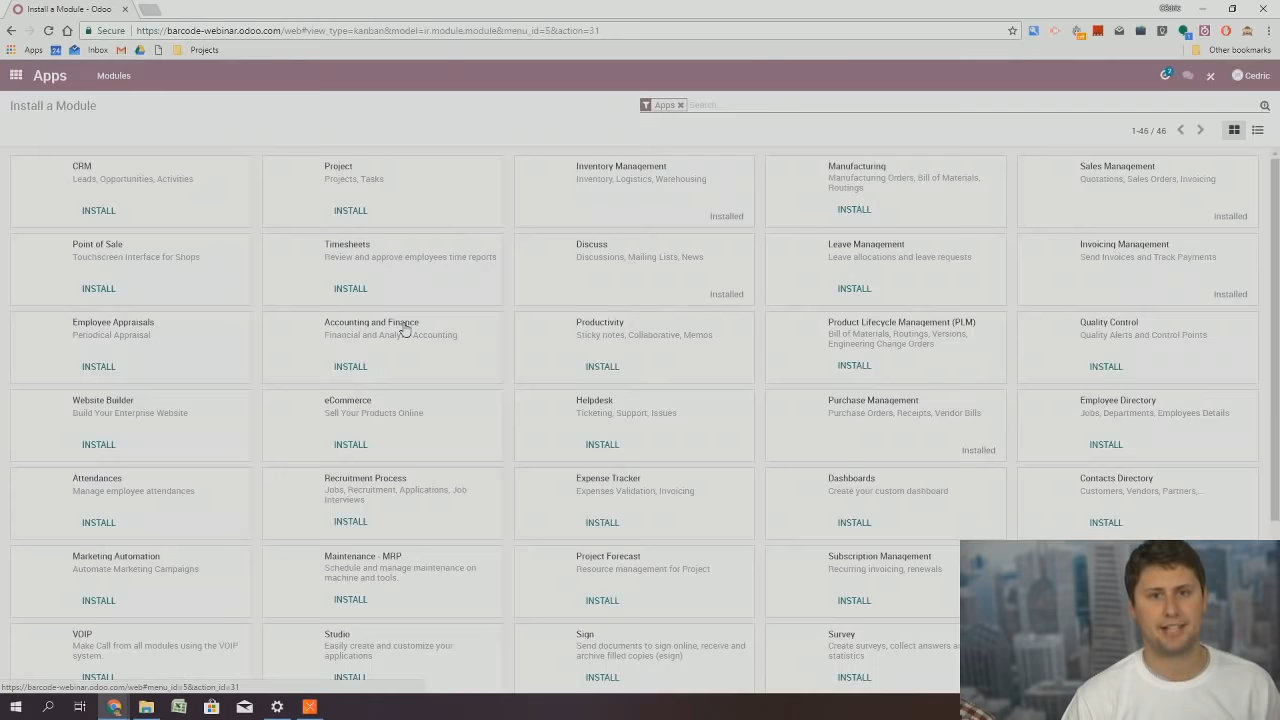 Install a Module - Odoo
Secure
https://barcode-webinar.odoo.com/web#view_type=kanban&model=ir.module.module&menu_id=5&action=31
Apps
Inbox
Projects
Other bookmarks
Apps
Modules
Cedric
Install a Module
Apps
Search...
1-46 / 46
CRM
Leads, Opportunities, Activities
INSTALL
Project
Projects, Tasks
INSTALL
Inventory Management
Inventory, Logistics, Warehousing
Installed
Manufacturing
Manufacturing Orders, Bill of Materials,
Routings
INSTALL
Sales Management
Quotations, Sales Orders, Invoicing
Installed
Point of Sale
Touchscreen Interface for Shops
INSTALL
Timesheets
Review and approve employees time reports
INSTALL
Discuss
Discussions, Mailing Lists, News
Installed
Leave Management
Leave allocations and leave requests
INSTALL
Invoicing Management
Send Invoices and Track Payments
Installed
Employee Appraisals
Periodical Appraisal
INSTALL
Accounting and Finance
Financial and Analytic Accounting
INSTALL
Productivity
Sticky notes, Collaborative, Memos
INSTALL
Product Lifecycle Management (PLM)
Bill of Materials, Routings, Versions,
Engineering Change Orders
INSTALL
Quality Control
Quality Alerts and Control Points
INSTALL
Website Builder
Build Your Enterprise Website
INSTALL
eCommerce
Sell Your Products Online
INSTALL
Helpdesk
Ticketing, Support, Issues
INSTALL
Purchase Management
Purchase Orders, Receipts, Vendor Bills
Installed
Employee Directory
Jobs, Departments, Employees Details
INSTALL
Attendances
Manage employee attendances
INSTALL
Recruitment Process
Jobs, Recruitment, Applications, Job
Interviews
INSTALL
Expense Tracker
Expenses Validation, Invoicing
INSTALL
Dashboards
Create your custom dashboard
INSTALL
Contacts Directory
Customers, Vendors, Partners,...
INSTALL
Marketing Automation
Automate Marketing Campaigns
INSTALL
Maintenance - MRP
Schedule and manage maintenance on
machine and tools.
INSTALL
Project Forecast
Resource management for Project
INSTALL
Subscription Management
Recurring invoicing, renewals
INSTALL
VOIP
Make Call from all modules using the VOIP
system.
INSTALL
Studio
Easily create and customize your
applications
INSTALL
Sign
Send documents to sign online, receive and
archive filled copies (esign)
INSTALL
Survey
Create surveys, collect answers a
statistics
INSTALL
https://barcode-webinar.odoo.com/web#menu_id=5&action_id=31